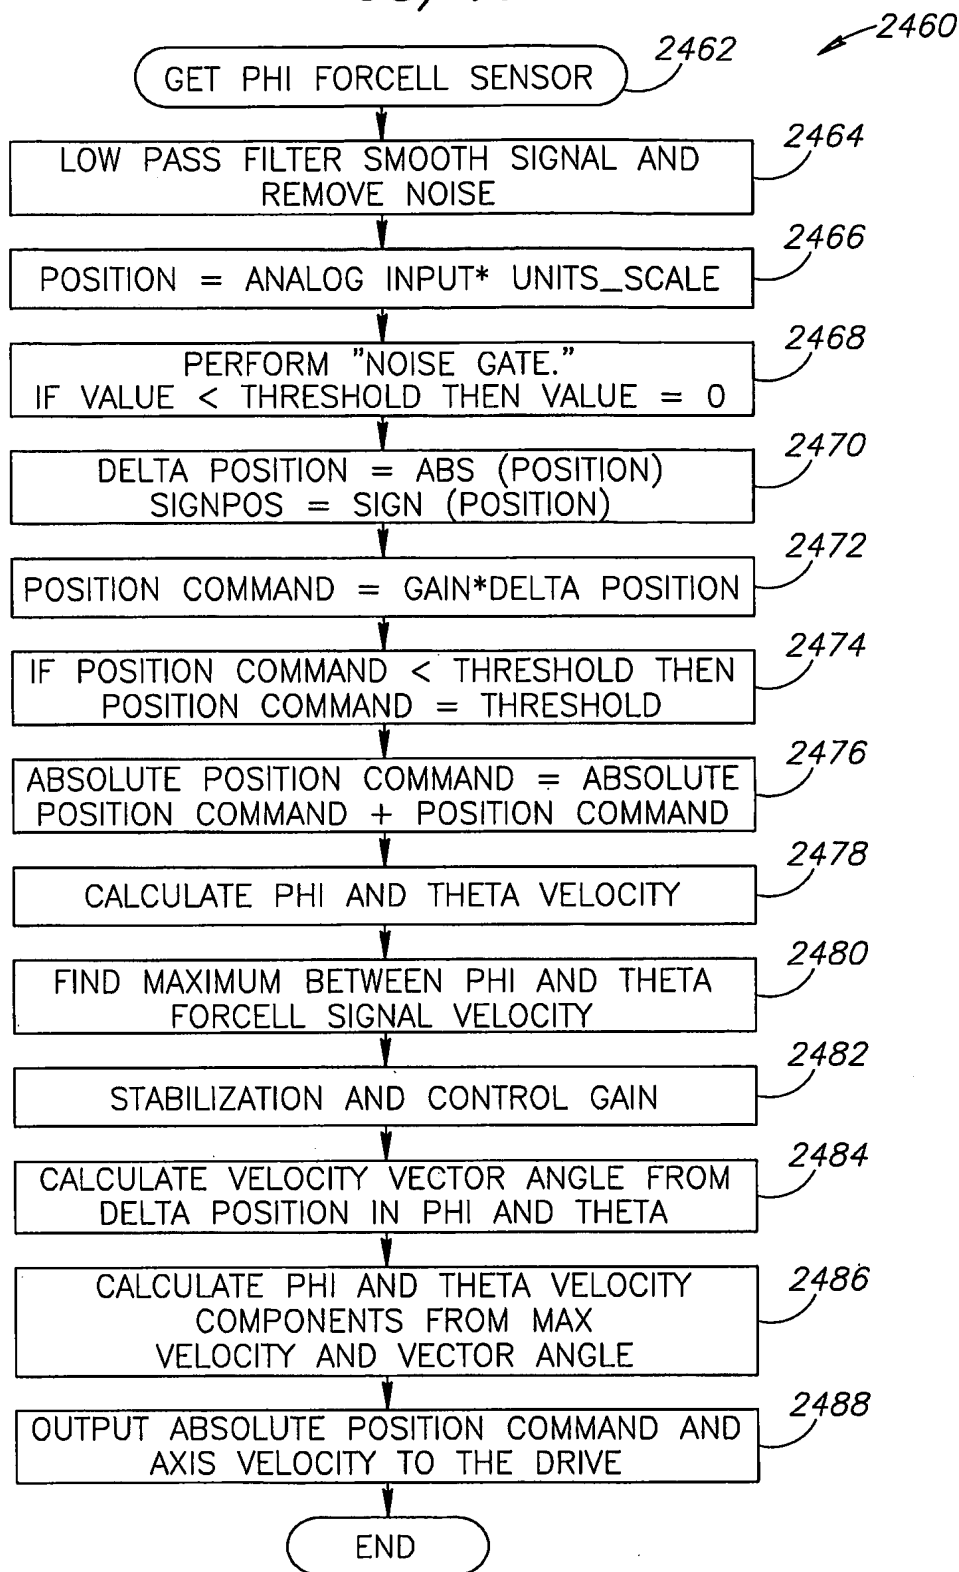 2460
GET PHI FORCELL SENSOR
2462
LOW PASS FILTER SMOOTH SIGNAL AND
REMOVE NOISE
2464
POSITION = ANALOG INPUT* UNITS_SCALE
2466
PERFORM "NOISE GATE."
IF VALUE < THRESHOLD THEN VALUE = 0
2468
DELTA POSITION = ABS (POSITION)
SIGNPOS = SIGN (POSITION)
2470
POSITION COMMAND = GAIN*DELTA POSITION
2472
IF POSITION COMMAND < THRESHOLD THEN
POSITION COMMAND = THRESHOLD
2474
ABSOLUTE POSITION COMMAND = ABSOLUTE
POSITION COMMAND + POSITION COMMAND
2476
CALCULATE PHI AND THETA VELOCITY
2478
FIND MAXIMUM BETWEEN PHI AND THETA
FORCELL SIGNAL VELOCITY
2480
STABILIZATION AND CONTROL GAIN
2482
CALCULATE VELOCITY VECTOR ANGLE FROM
DELTA POSITION IN PHI AND THETA
2484
CALCULATE PHI AND THETA VELOCITY
COMPONENTS FROM MAX
VELOCITY AND VECTOR ANGLE
2486
OUTPUT ABSOLUTE POSITION COMMAND AND
AXIS VELOCITY TO THE DRIVE
2488
END